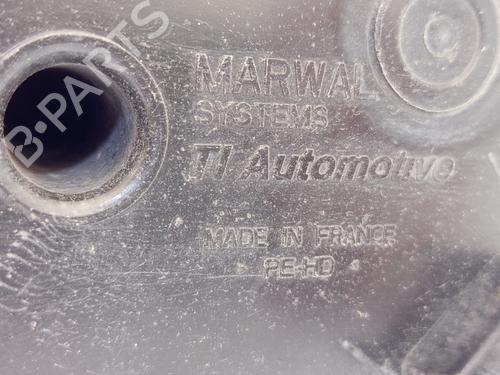 MARWAL
SYSTEMS
TI Automotive
MADE IN FRANCE
PE-HD
B-PARTS